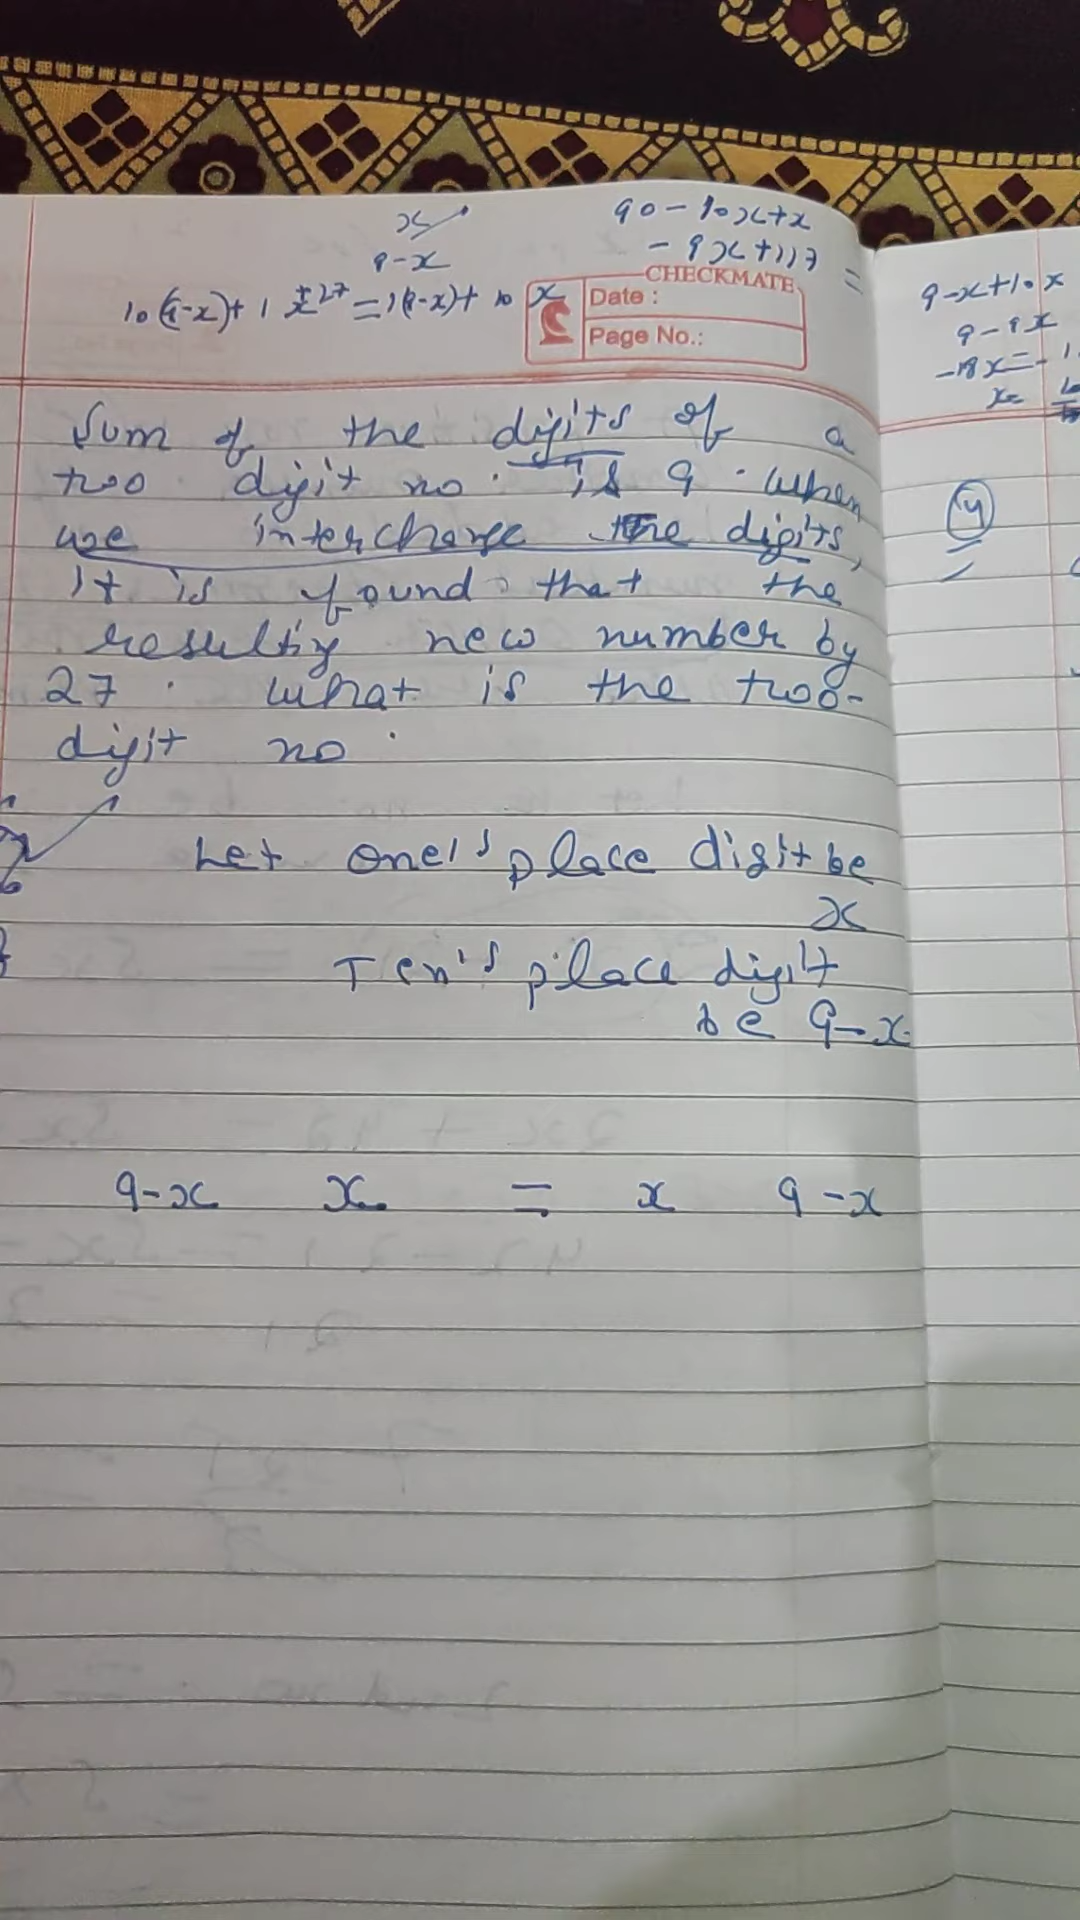 x
9-x
10(9-x)+1x+27=1(9-x)+10x
90-10x+x
-9x+117 =
CHECKMATE
Date :
Page No.:
9-x+10x
9-9x
-18x=-1
x=
Sum of the digits of a
two digit no. is 9. When
we interchange the digits,
It is found that the
resultig new number by
27. What is the two-
digit no.
Let one's place digit be
x
Ten's place digit
be 9-x
9-x x = x 9-x